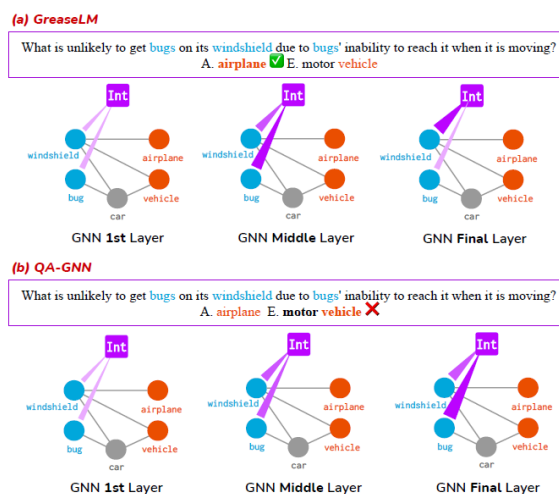 (a) GreaseLM
What is unlikely to get bugs on its windshield due to bugs' inability to reach it when it is moving?
A. airplane ✅ E. motor vehicle
Int Int Int
windshield airplane windshield airplane windshield airplane
bug vehicle bug vehicle bug vehicle
car car car
GNN 1st Layer GNN Middle Layer GNN Final Layer
(b) QA-GNN
What is unlikely to get bugs on its windshield due to bugs' inability to reach it when it is moving?
A. airplane E. motor vehicle ❌
Int Int Int
windshield airplane windshield airplane windshield airplane
bug vehicle bug vehicle bug vehicle
car car car
GNN 1st Layer GNN Middle Layer GNN Final Layer